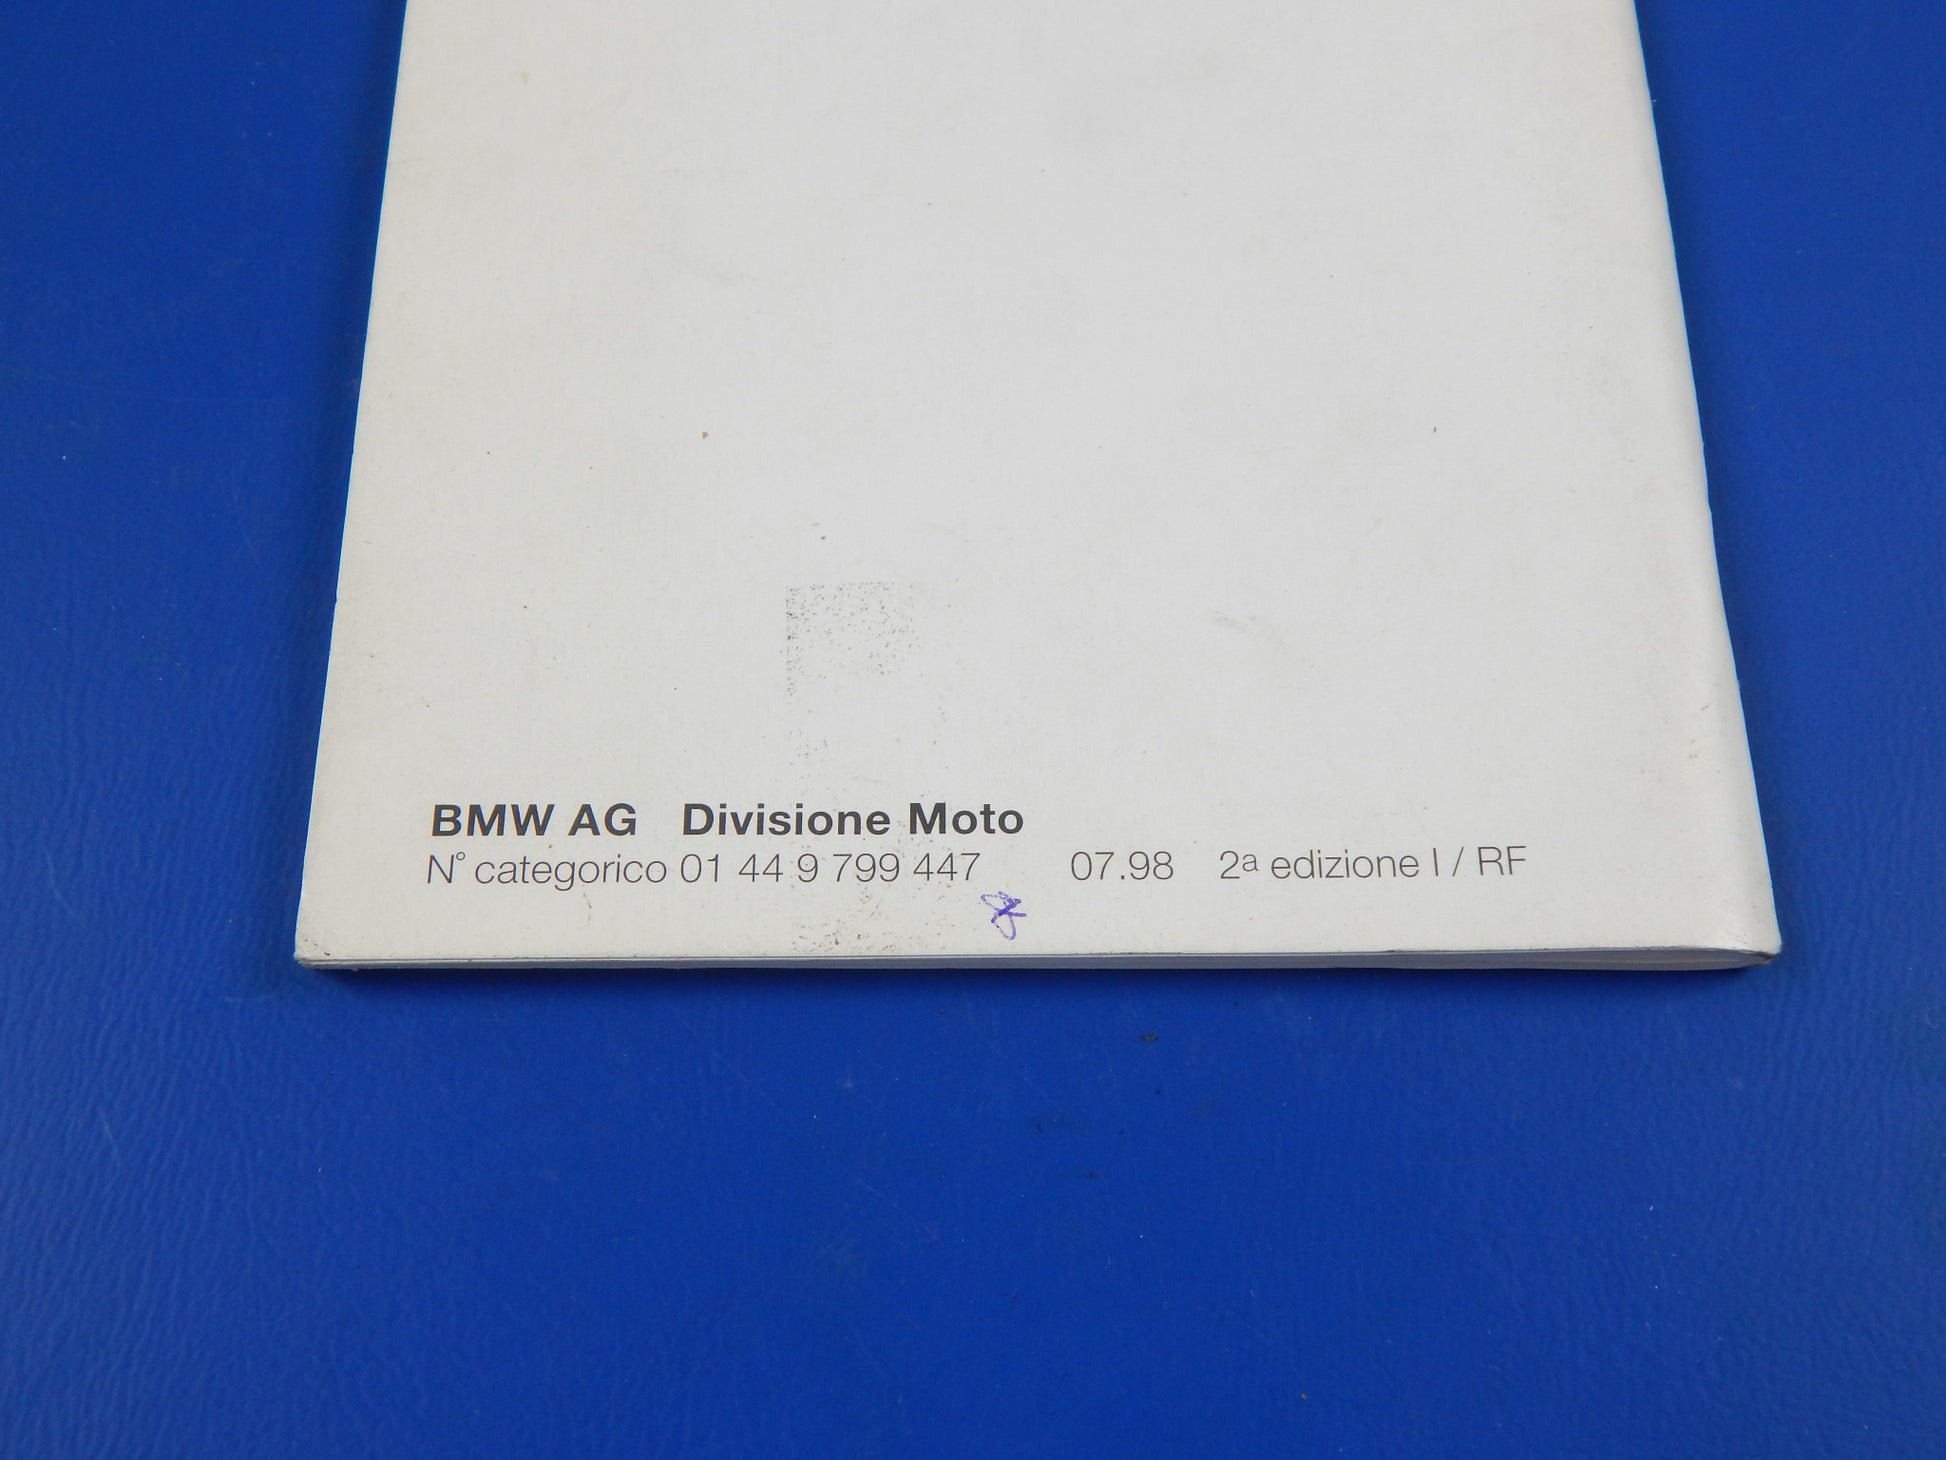 BMW AG Divisione Moto
N° categorico 01 44 9 799 447 07.98 2a edizione I / RF